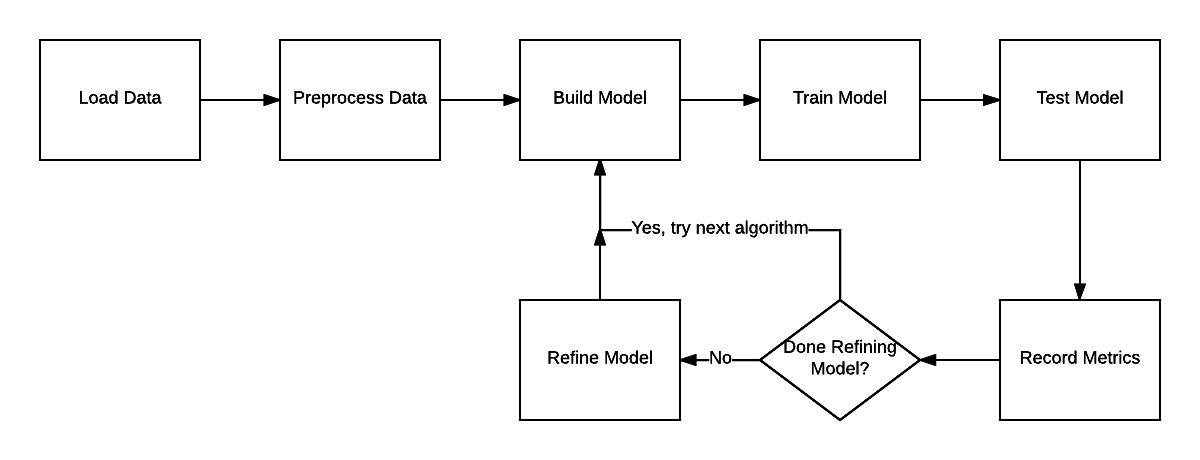 Load Data
Preprocess Data
Build Model
Train Model
Test Model
Yes, try next algorithm
Refine Model
No
Done Refining
Model?
Record Metrics